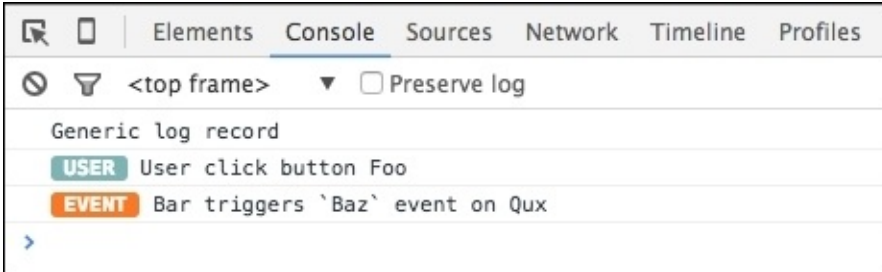 Elements Console Sources Network Timeline Profiles
<top frame> ▼ Preserve log
Generic log record
USER User click button Foo
EVENT Bar triggers `Baz` event on Qux
>